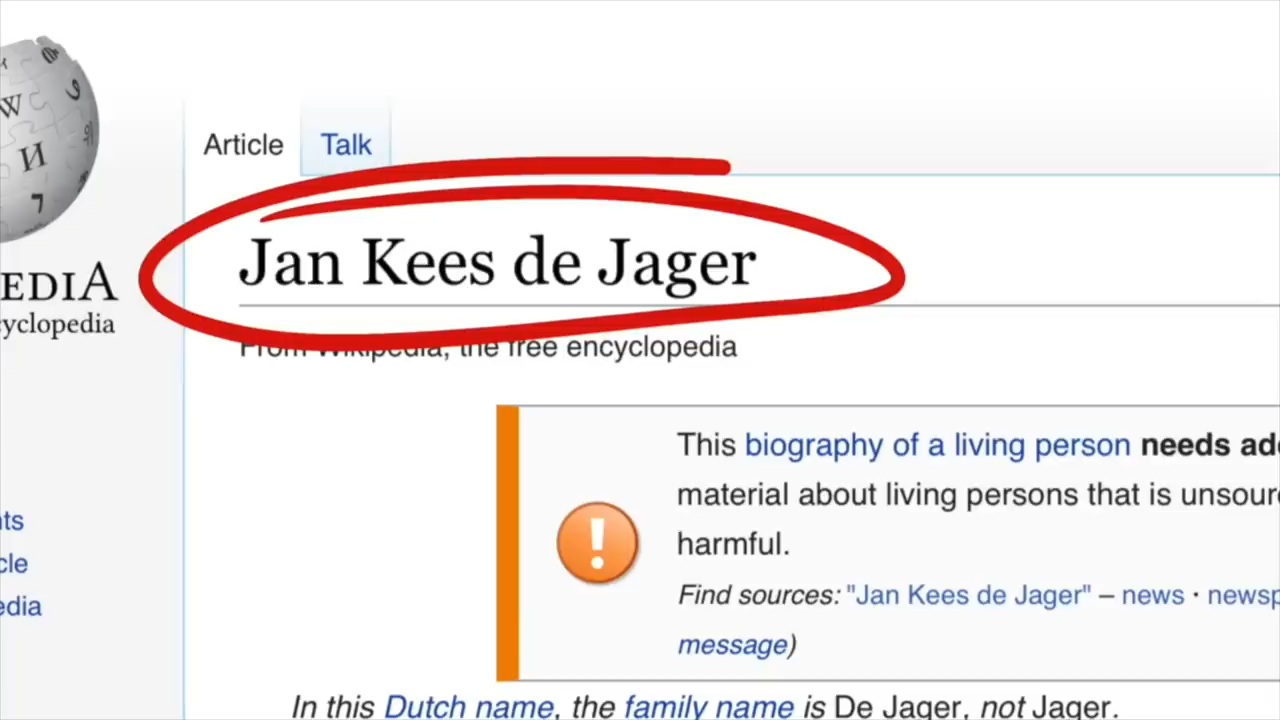 Article
Talk
Jan Kees de Jager
EDIA
cyclopedia
From Wikipedia, the free encyclopedia
This biography of a living person needs ad
material about living persons that is unsour
harmful.
Find sources: "Jan Kees de Jager" – news · newsp
message)
nts
cle
edia
In this Dutch name, the family name is De Jager, not Jager.